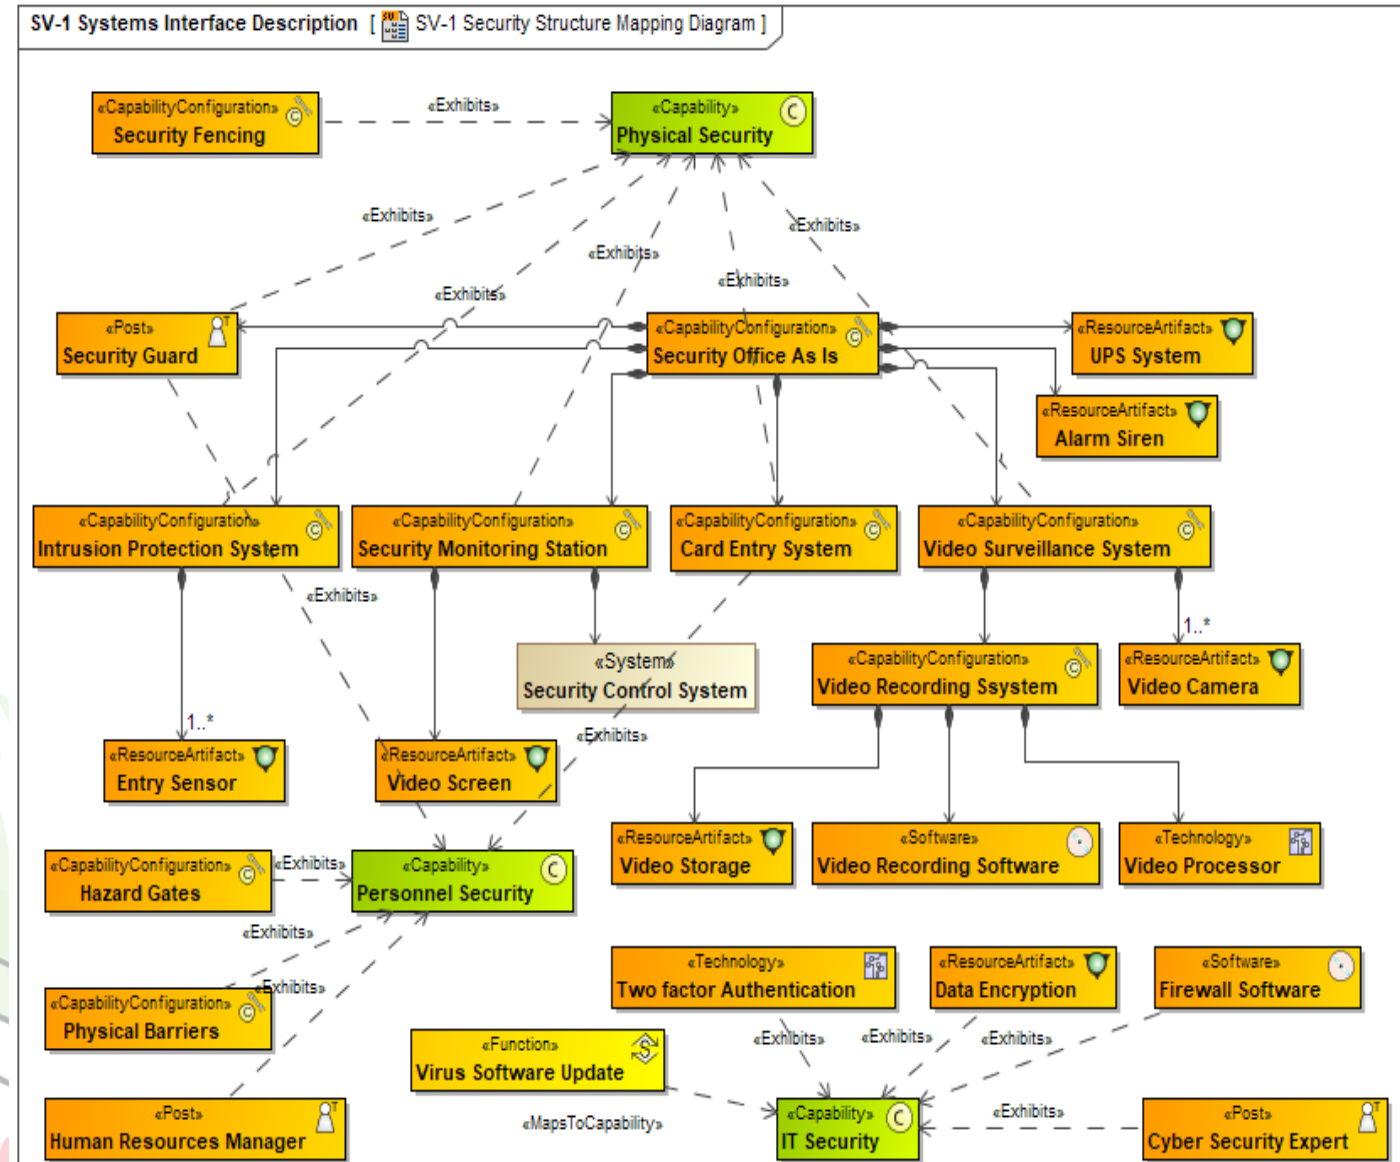 SV-1 Systems Interface Description [ SV-1 Security Structure Mapping Diagram ]
«CapabilityConfiguration»
Security Fencing
«Exhibits»
«Capability»
Physical Security
«Exhibits»
«Exhibits»
«Exhibits»
«Exhibits»
«Exhibits»
«Post»
Security Guard
«CapabilityConfiguration»
Security Office As Is
«ResourceArtifact»
UPS System
«ResourceArtifact»
Alarm Siren
«CapabilityConfiguration»
Intrusion Protection System
«CapabilityConfiguration»
Security Monitoring Station
«CapabilityConfiguration»
Card Entry System
«CapabilityConfiguration»
Video Surveillance System
«Exhibits»
1..*
«System»
Security Control System
«CapabilityConfiguration»
Video Recording Ssystem
«ResourceArtifact»
Video Camera
1..*
«Exhibits»
«ResourceArtifact»
Entry Sensor
«ResourceArtifact»
Video Screen
«ResourceArtifact»
Video Storage
«Software»
Video Recording Software
«Technology»
Video Processor
«CapabilityConfiguration»
Hazard Gates
«Exhibits»
«Capability»
Personnel Security
«Exhibits»
«Exhibits»
«CapabilityConfiguration»
Physical Barriers
«Technology»
Two factor Authentication
«ResourceArtifact»
Data Encryption
«Software»
Firewall Software
«Exhibits»
«Exhibits»
«Exhibits»
«Function»
Virus Software Update
«MapsToCapability»
«Post»
Human Resources Manager
«Capability»
IT Security
«Exhibits»
«Post»
Cyber Security Expert